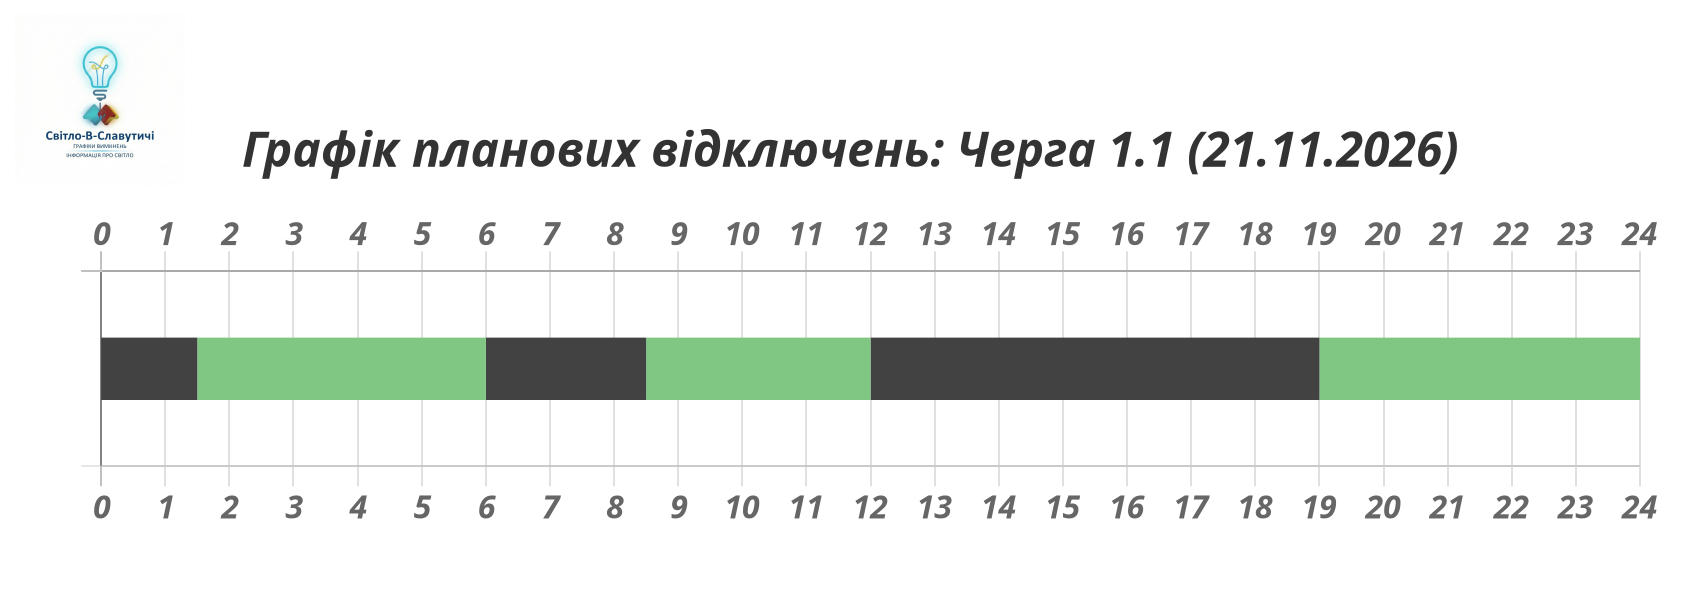 Світло-В-Славутичі
ГРАФІКИ ВИМКНЕНЬ
ІНФОРМАЦІЯ ПРО СВІТЛО
Графік планових відключень: Черга 1.1 (21.11.2026)
0 1 2 3 4 5 6 7 8 9 10 11 12 13 14 15 16 17 18 19 20 21 22 23 24
0 1 2 3 4 5 6 7 8 9 10 11 12 13 14 15 16 17 18 19 20 21 22 23 24